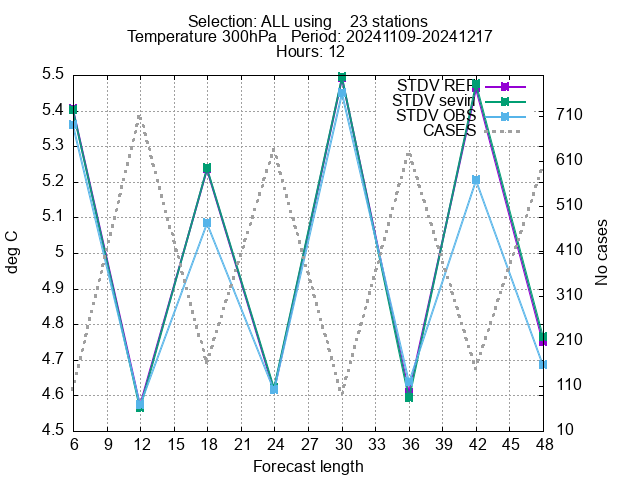 Selection: ALL using 23 stations
Temperature 300hPa Period: 20241109-20241217
Hours: 12
STDV REF
STDV sevin
STDV OBS
CASES
5.5
5.4
5.3
5.2
5.1
5
4.9
4.8
4.7
4.6
4.5
deg C
710
610
510
410
310
210
110
10
No cases
6 9 12 15 18 21 24 27 30 33 36 39 42 45 48
Forecast length